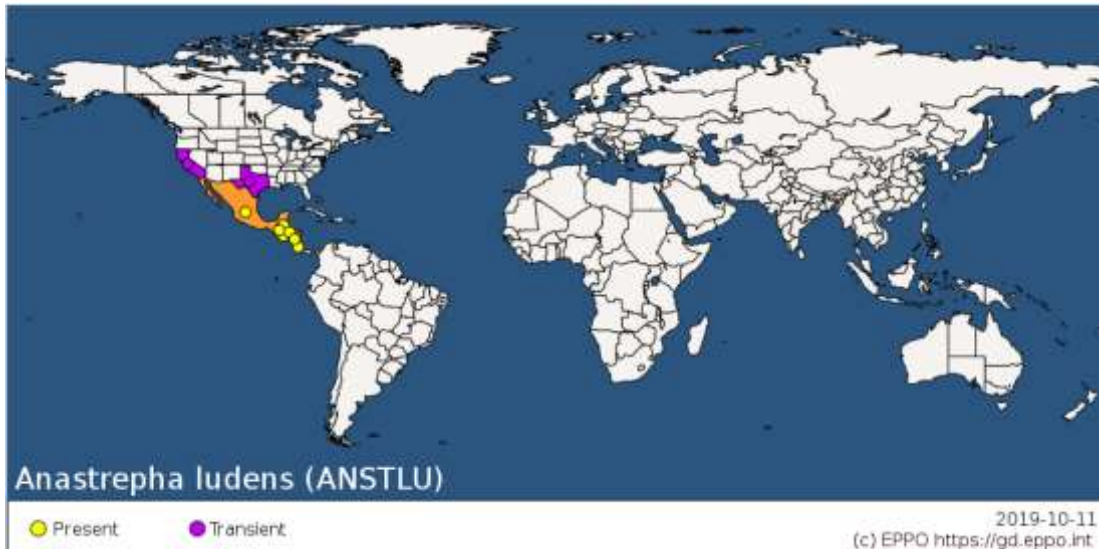 Anastrepha ludens (ANSTLU)
Present
Transient
2019-10-11
(c) EPPO https://gd.eppo.int